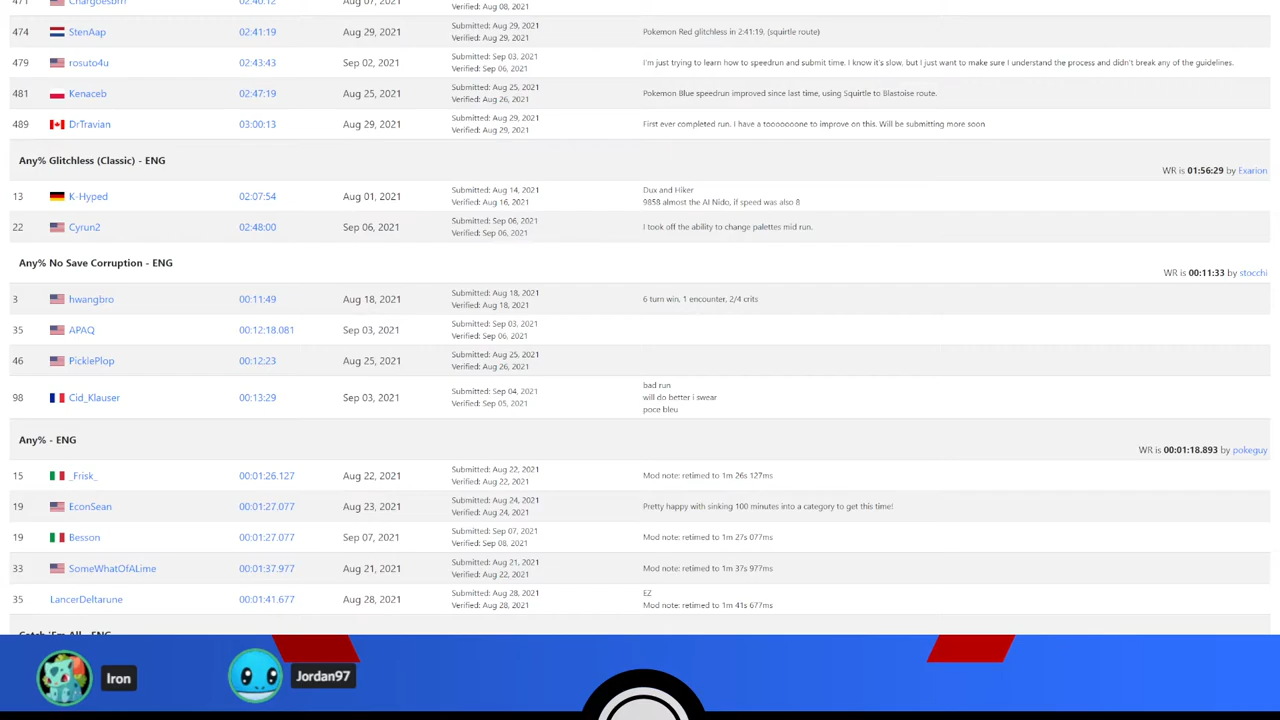 471 Chargoesbrrr 02:40:12 Aug 07, 2021 Verified: Aug 08, 2021
474 StenAap 02:41:19 Aug 29, 2021 Submitted: Aug 29, 2021 Pokemon Red glitchless in 2:41:19. (squirtle route)
Verified: Aug 29, 2021
479 rosuto4u 02:43:43 Sep 02, 2021 Submitted: Sep 03, 2021 I'm just trying to learn how to speedrun and submit time. I know it's slow, but I just want to make sure I understand the process and didn't break any of the guidelines.
Verified: Sep 06, 2021
481 Kenaceb 02:47:19 Aug 25, 2021 Submitted: Aug 25, 2021 Pokemon Blue speedrun improved since last time, using Squirtle to Blastoise route.
Verified: Aug 26, 2021
489 DrTravian 03:00:13 Aug 29, 2021 Submitted: Aug 29, 2021 First ever completed run. I have a tooooooone to improve on this. Will be submitting more soon
Verified: Aug 29, 2021
Any% Glitchless (Classic) - ENG
WR is 01:56:29 by Exarion
13 K-Hyped 02:07:54 Aug 01, 2021 Submitted: Aug 14, 2021 Dux and Hiker
Verified: Aug 16, 2021 9858 almost the Al Nido, if speed was also 8
22 Cyrun2 02:48:00 Sep 06, 2021 Submitted: Sep 06, 2021 I took off the ability to change palettes mid run.
Verified: Sep 06, 2021
Any% No Save Corruption - ENG
WR is 00:11:33 by stocchi
3 hwangbro 00:11:49 Aug 18, 2021 Submitted: Aug 18, 2021 6 turn win, 1 encounter, 2/4 crits
Verified: Aug 18, 2021
35 APAQ 00:12:18.081 Sep 03, 2021 Submitted: Sep 03, 2021
Verified: Sep 06, 2021
46 PicklePlop 00:12:23 Aug 25, 2021 Submitted: Aug 25, 2021
Verified: Aug 26, 2021
98 Cid_Klauser 00:13:29 Sep 03, 2021 Submitted: Sep 04, 2021 bad run
Verified: Sep 05, 2021 will do better i swear
poce bleu
Any% - ENG
WR is 00:01:18.893 by pokeguy
15 _Frisk_ 00:01:26.127 Aug 22, 2021 Submitted: Aug 22, 2021 Mod note: retimed to 1m 26s 127ms
Verified: Aug 22, 2021
19 EconSean 00:01:27.077 Aug 23, 2021 Submitted: Aug 24, 2021 Pretty happy with sinking 100 minutes into a category to get this time!
Verified: Aug 24, 2021
19 Besson 00:01:27.077 Sep 07, 2021 Submitted: Sep 07, 2021 Mod note: retimed to 1m 27s 077ms
Verified: Sep 08, 2021
33 SomeWhatOfALime 00:01:37.977 Aug 21, 2021 Submitted: Aug 21, 2021 Mod note: retimed to 1m 37s 977ms
Verified: Aug 22, 2021
35 LancerDeltarune 00:01:41.677 Aug 28, 2021 Submitted: Aug 28, 2021 EZ
Verified: Aug 28, 2021 Mod note: retimed to 1m 41s 677ms
Catch 'Em All - ENG
Iron
Jordan97